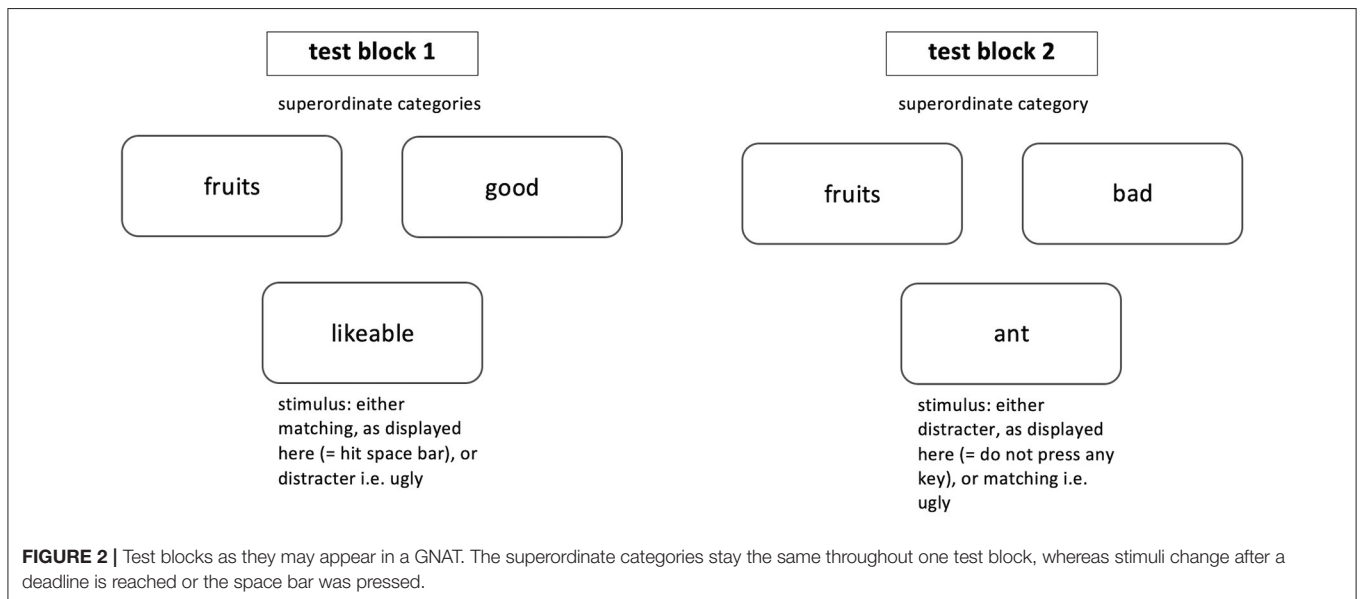 test block 1
superordinate categories
fruits
good
likeable
stimulus: either
matching, as displayed
here (= hit space bar), or
distracter i.e. ugly
test block 2
superordinate category
fruits
bad
ant
stimulus: either
distracter, as displayed
here (= do not press any
key), or matching i.e.
ugly
FIGURE 2 | Test blocks as they may appear in a GNAT. The superordinate categories stay the same throughout one test block, whereas stimuli change after a
deadline is reached or the space bar was pressed.